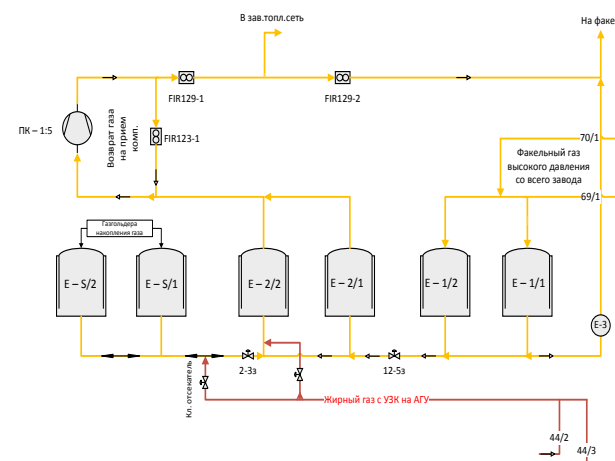 В зав.топл.сеть
На факе
FIR129-1
FIR129-2
ПК – 1:5
Возврат газа
на прием
комп.
FIR123-1
70/1
Факельный газ
высокого давления
со всего завода
69/1
Газгольдера
накопления газа
E – S/2
E – S/1
E – 2/2
E – 2/1
E – 1/2
E – 1/1
E-3
2-3з
12-5з
Кл. отсекатель
Жирный газ с УЗК на АГУ
44/2
44/3